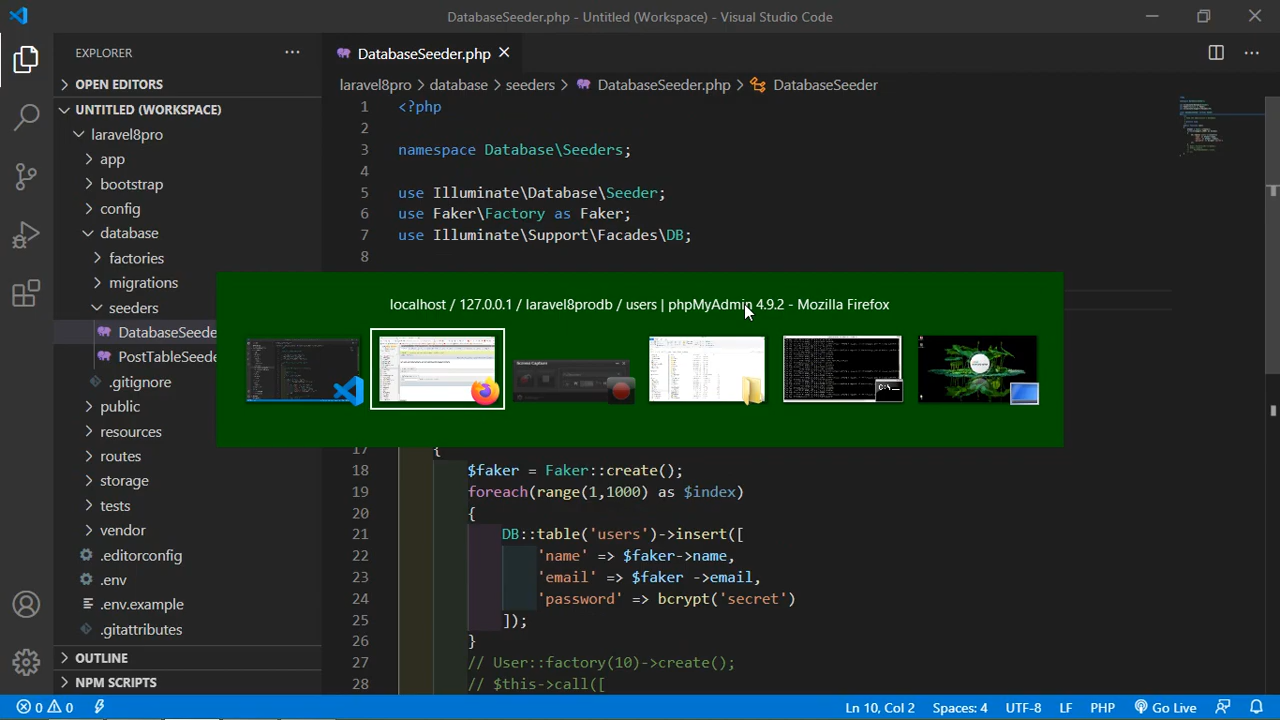 DatabaseSeeder.php - Untitled (Workspace) - Visual Studio Code
EXPLORER
OPEN EDITORS
UNTITLED (WORKSPACE)
laravel8pro
app
bootstrap
config
database
factories
migrations
seeders
DatabaseSeede
PostTableSeede
.gitignore
public
resources
routes
storage
tests
vendor
.editorconfig
.env
.env.example
.gitattributes
OUTLINE
NPM SCRIPTS
DatabaseSeeder.php
laravel8pro > database > seeders > DatabaseSeeder.php > DatabaseSeeder
1 <?php
2
3 namespace Database\Seeders;
4
5 use Illuminate\Database\Seeder;
6 use Faker\Factory as Faker;
7 use Illuminate\Support\Facades\DB;
8
localhost / 127.0.0.1 / laravel8prodb / users | phpMyAdmin 4.9.2 - Mozilla Firefox
17 {
18 $faker = Faker::create();
19 foreach(range(1,1000) as $index)
20 {
21 DB::table('users')->insert([
22 'name' => $faker->name,
23 'email' => $faker ->email,
24 'password' => bcrypt('secret')
25 ]);
26 }
27 // User::factory(10)->create();
28 // $this->call([
0 0
Ln 10, Col 2 Spaces: 4 UTF-8 LF PHP Go Live